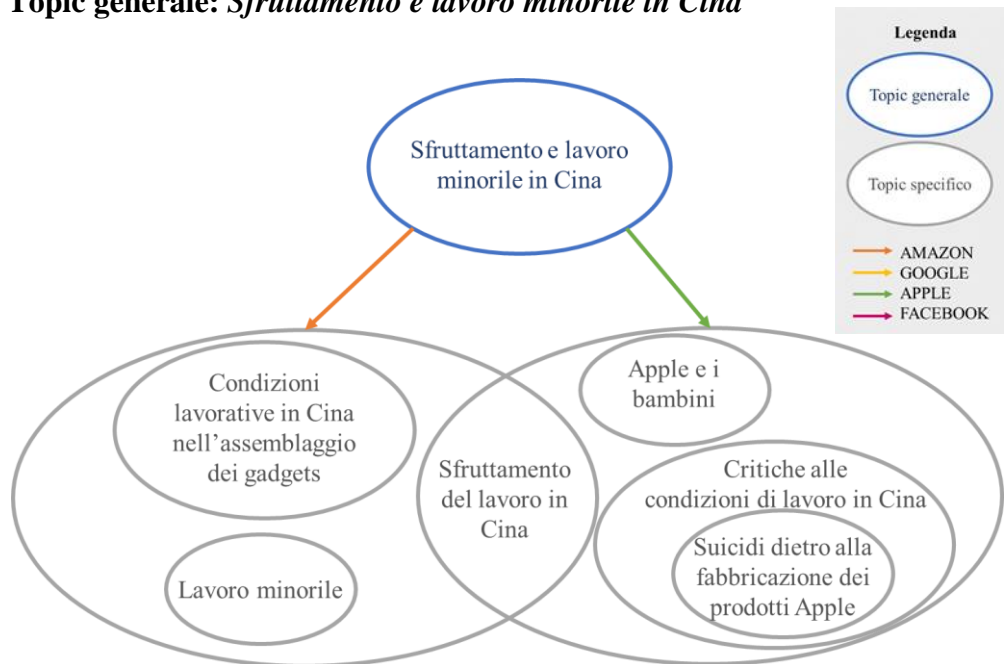 Topic generale: Sfruttamento e lavoro minorile in Cina
Legenda
Topic generale
Topic specifico
AMAZON
GOOGLE
APPLE
FACEBOOK
Sfruttamento e lavoro
minorile in Cina
Condizioni
lavorative in Cina
nell’assemblaggio
dei gadgets
Lavoro minorile
Sfruttamento
del lavoro in
Cina
Apple e i
bambini
Critiche alle
condizioni di lavoro in Cina
Suicidi dietro alla
fabbricazione dei
prodotti Apple